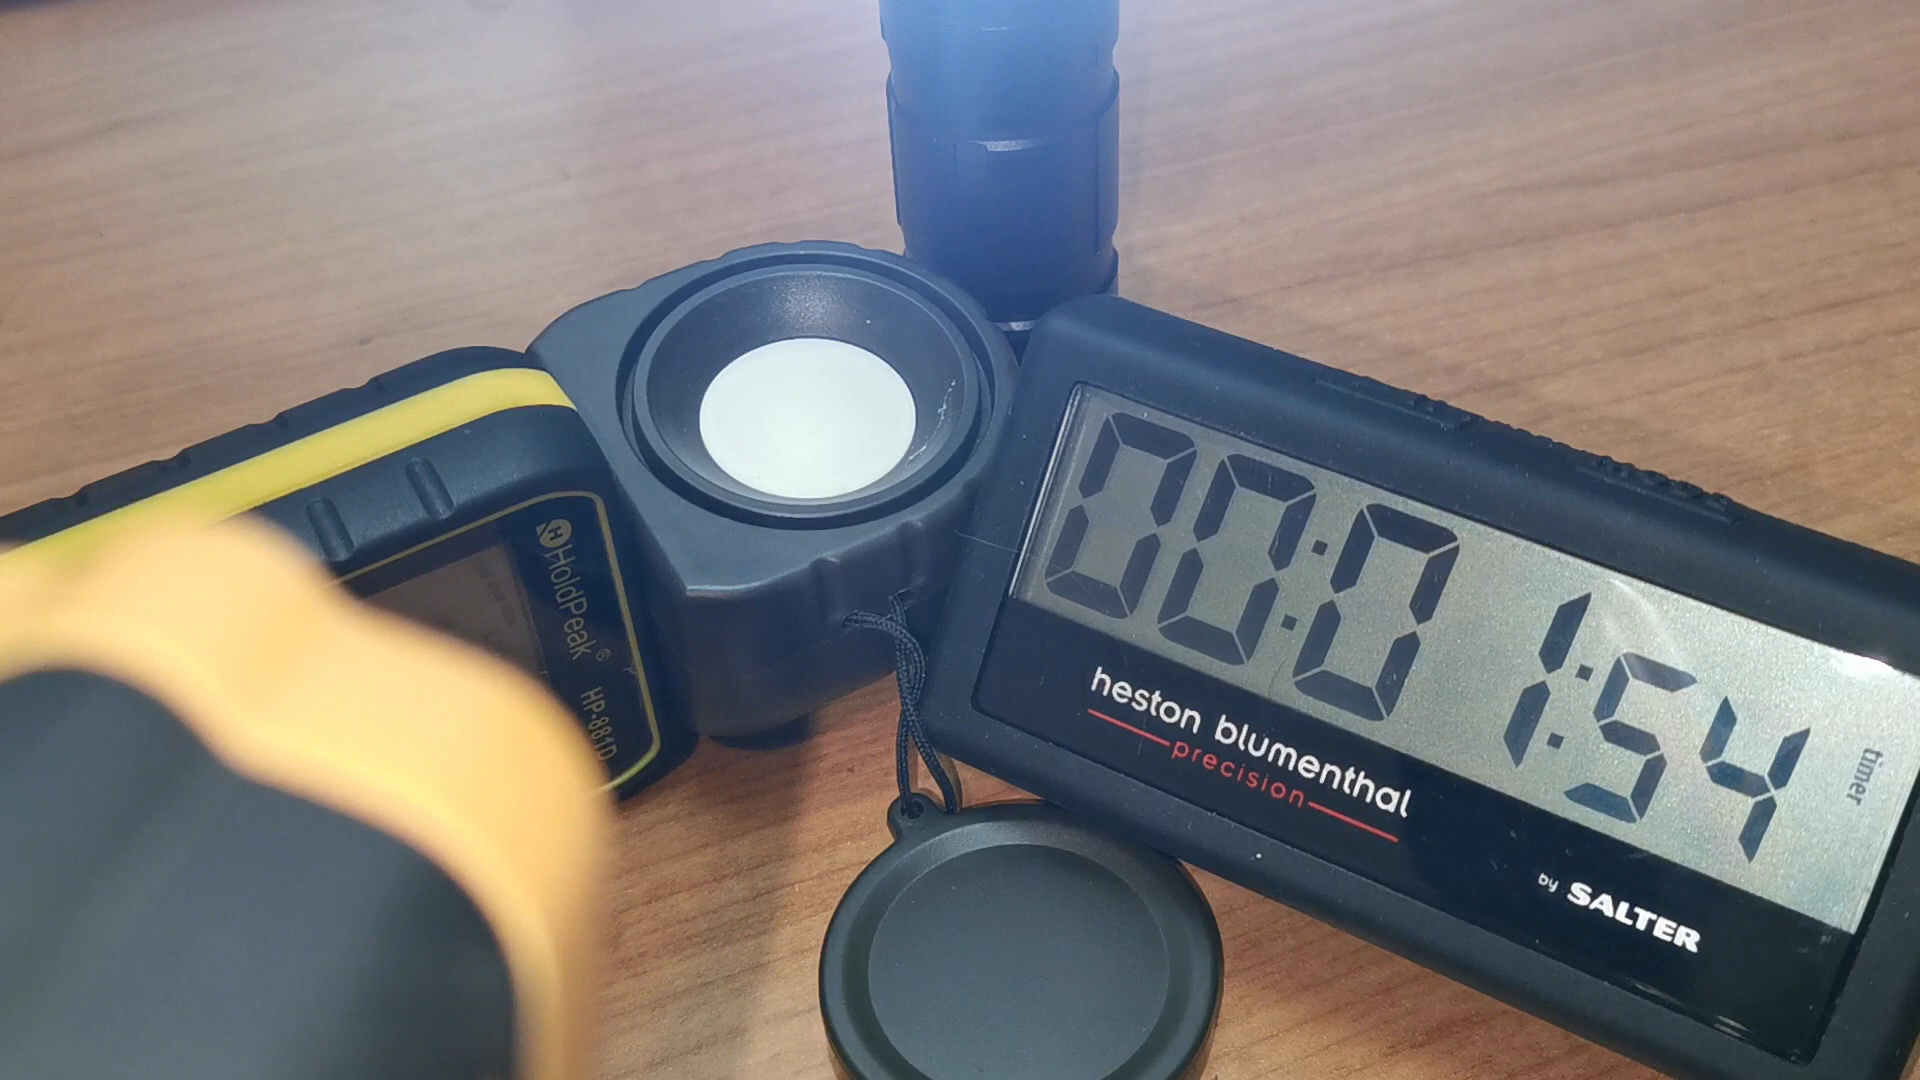 H HoldPeak®
HP-881D
00:01:54
timer
heston blumenthal
precision
by SALTER